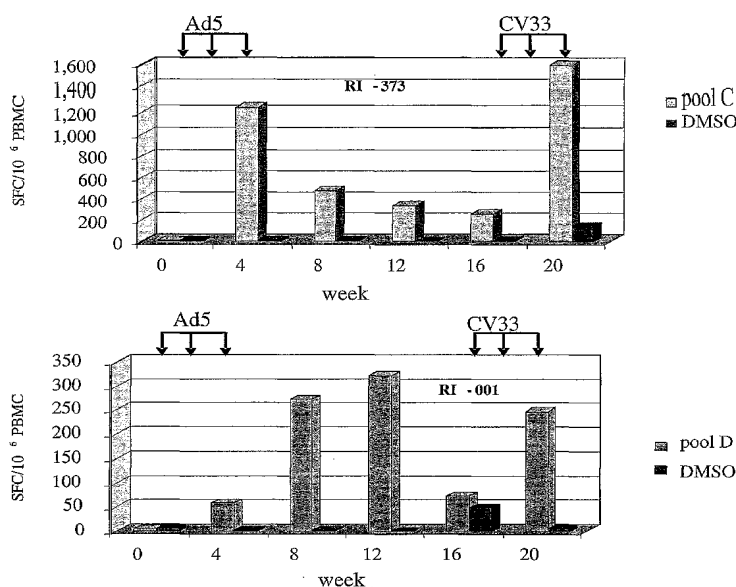 Ad5 CV33
1,600
1,400
1,200
1,000
800
600
400
200
0
SFC/10 6 PBMC
RI - 373
pool C
DMSO
0 4 8 12 16 20
week
Ad5 CV33
350
300
250
200
150
100
50
0
SFC/10 6 PBMC
RI - 001
pool D
DMSO
0 4 8 12 16 20
week